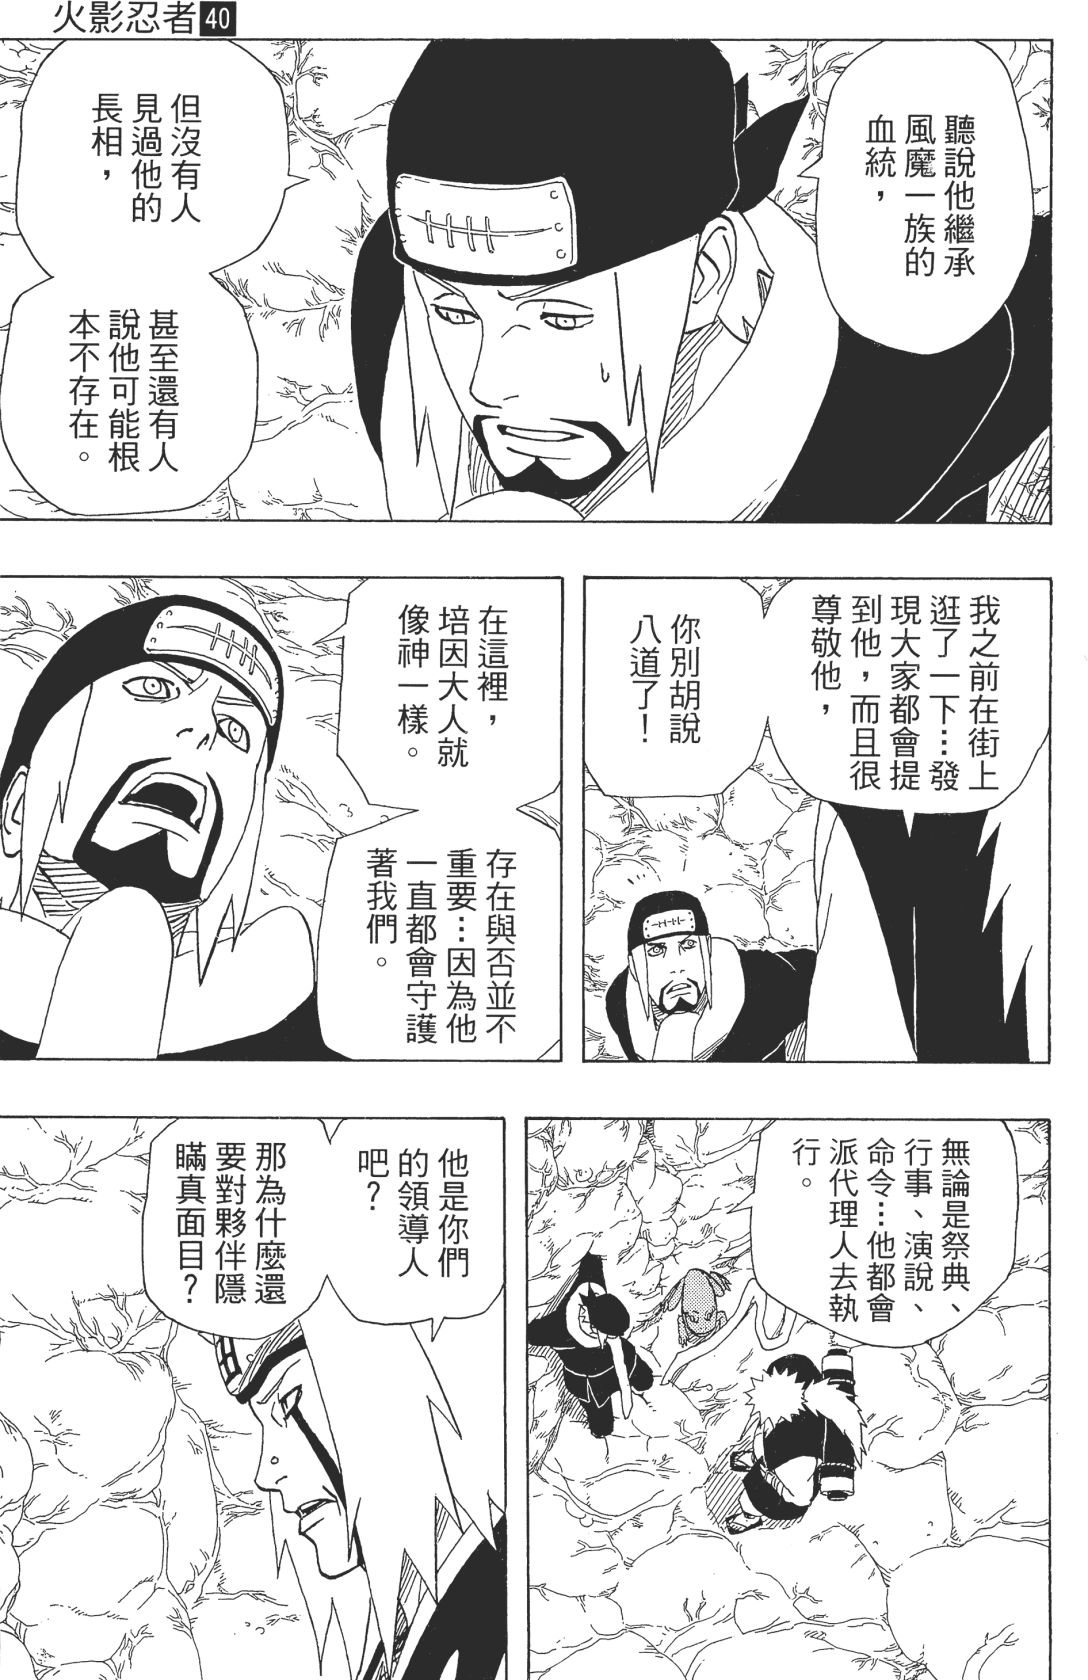 火影忍者40
聽說他繼承
風魔一族的
血統，
但沒有人
見過他的
長相，
甚至還有人
說他可能根
本不存在。
我之前在街上
逛了一下…發
現大家都會提
到他，而且很
尊敬他，
你別胡說
八道了！
在這裡，
培因大人就
像神一樣。
存在與否並不
重要…因為他
一直都會守護
著我們。
無論是祭典、
行事、演說、
命令…他都會
派代理人去執
行。
他是你們
的領導人
吧？
那為什麼還
要對夥伴隱
瞞真面目？